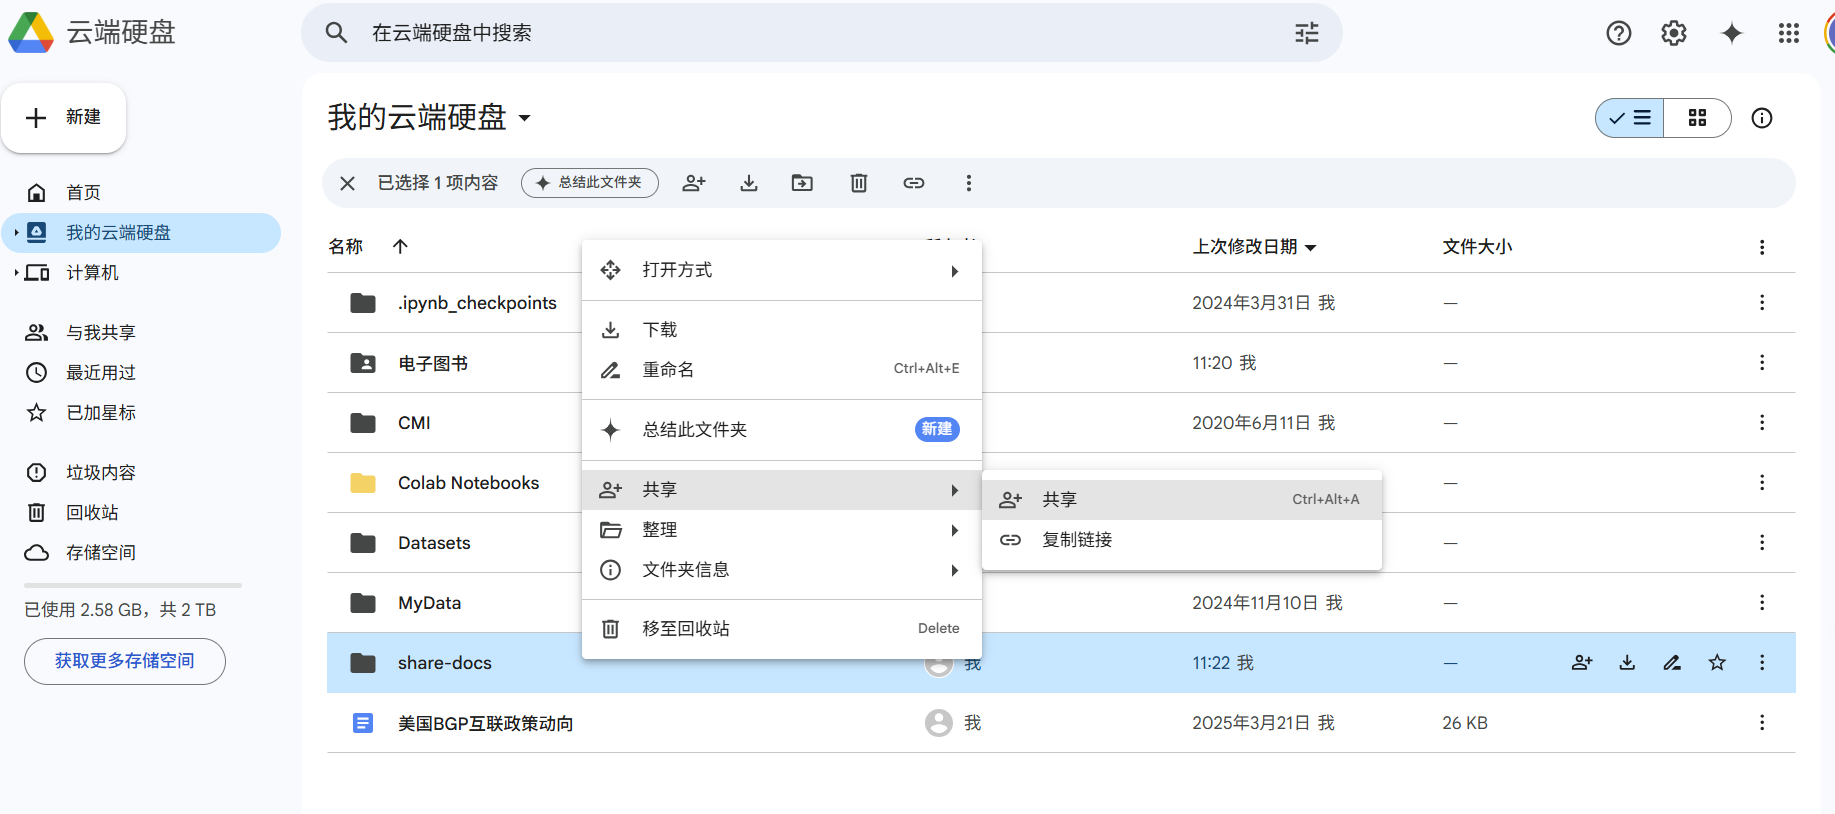 云端硬盘
在云端硬盘中搜索
新建
首页
我的云端硬盘
计算机
与我共享
最近用过
已加星标
垃圾内容
回收站
存储空间
已使用 2.58 GB，共 2 TB
获取更多存储空间
我的云端硬盘
已选择 1 项内容
总结此文件夹
名称
上次修改日期
文件大小
.ipynb_checkpoints
2024年3月31日 我
—
电子图书
11:20 我
—
CMI
2020年6月11日 我
—
Colab Notebooks
—
Datasets
—
MyData
2024年11月10日 我
—
share-docs
我
11:22 我
—
美国BGP互联政策动向
我
2025年3月21日 我
26 KB
打开方式
下载
重命名
Ctrl+Alt+E
总结此文件夹
新建
共享
整理
文件夹信息
移至回收站
Delete
共享
Ctrl+Alt+A
复制链接